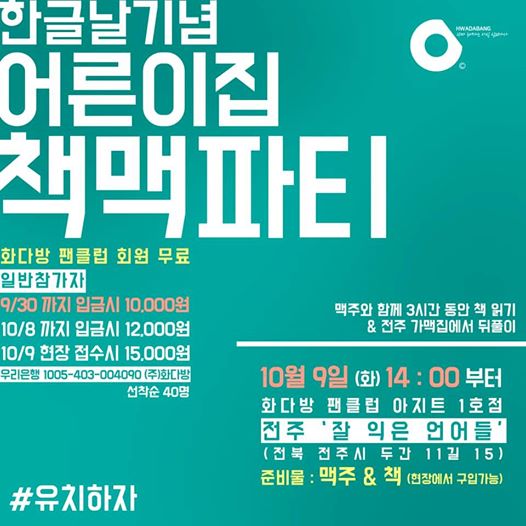 한글날기념
어른이집
책맥파티
HWADABANG
©
화다방 팬클럽 회원 무료
일반참가자
9/30 까지 입금시 10,000원
10/8 까지 입금시 12,000원
10/9 현장 접수시 15,000원
우리은행 1005-403-004090 (주)화다방
선착순 40명
맥주와 함께 3시간 동안 책 읽기
& 전주 가맥집에서 뒤풀이
10월 9일 (화) 14 : 00 부터
화다방 팬클럽 아지트 1호점
전주 '잘 익은 언어들'
(전북 전주시 두간 11길 15)
준비물 : 맥주 & 책 (현장에서 구입가능)
#유치하자